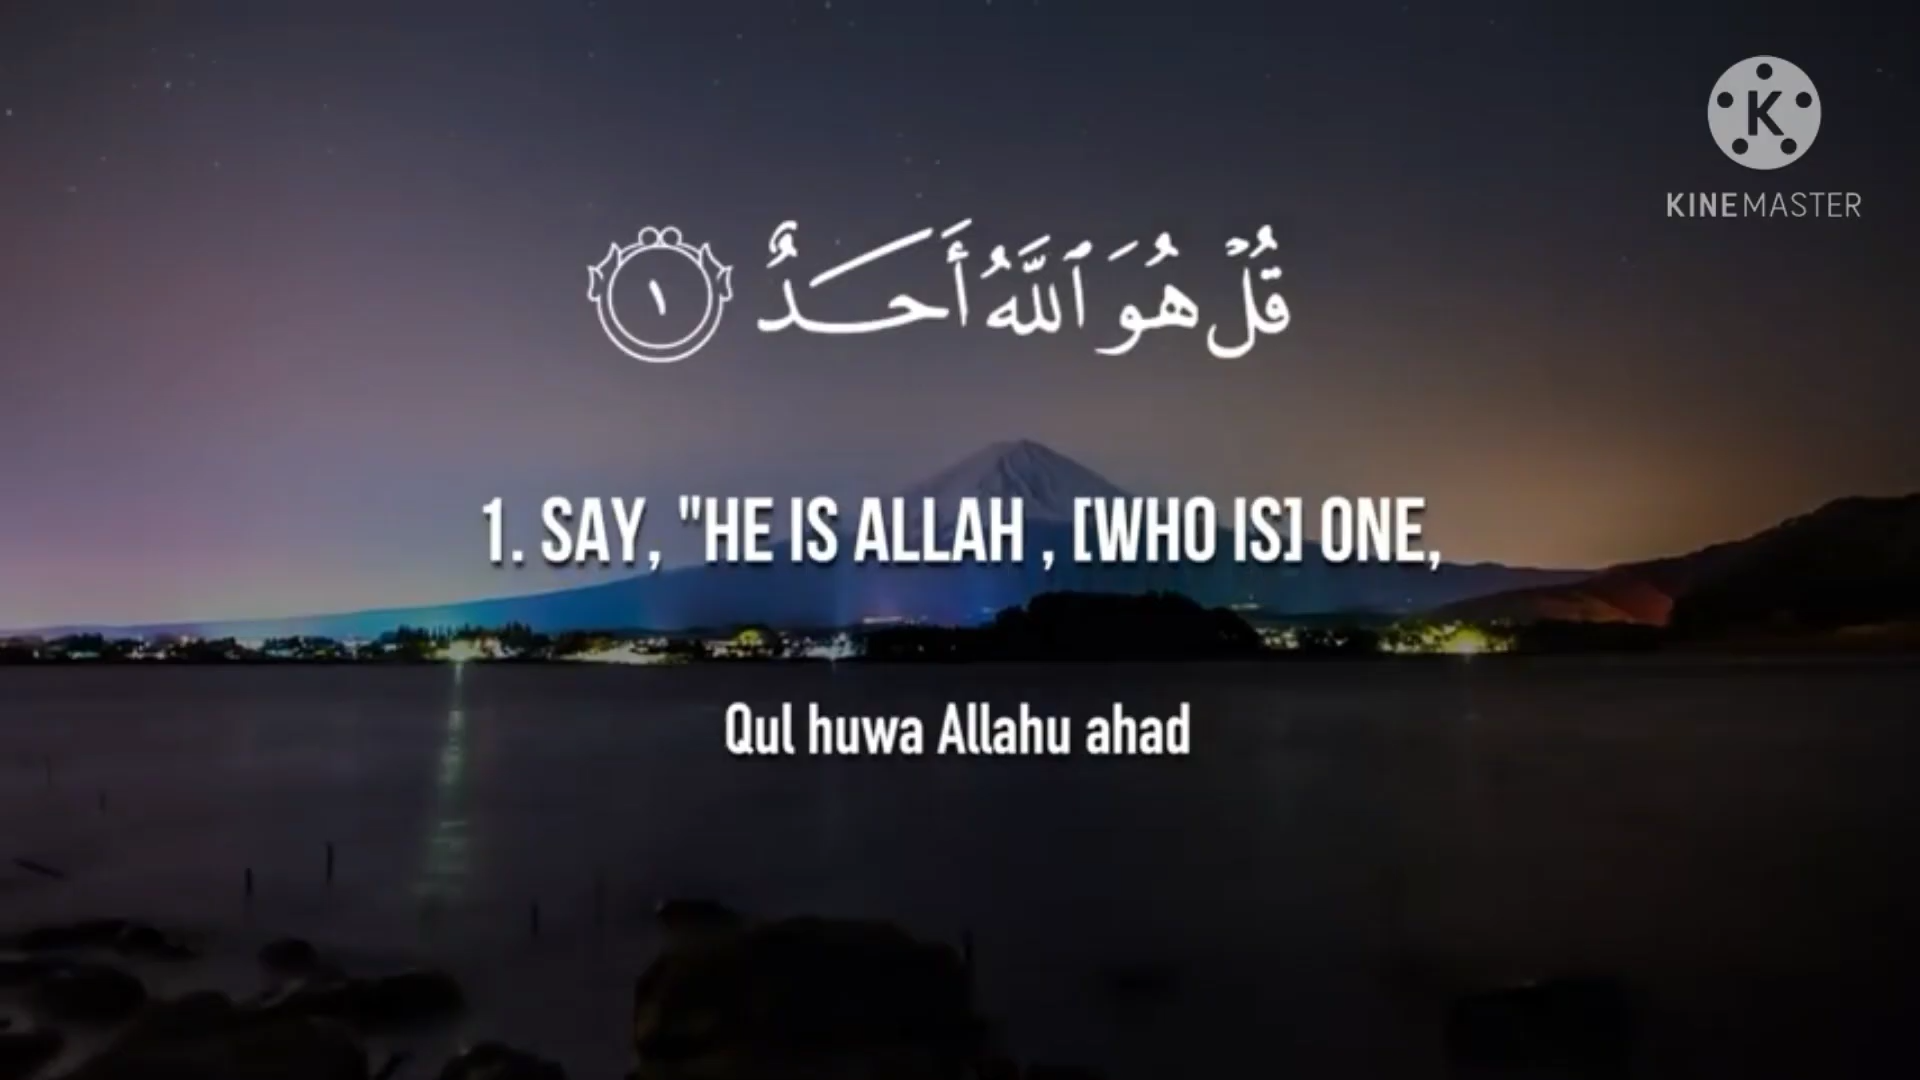 K
KINEMASTER
قُلْ هُوَ ٱللَّهُ أَحَدٌ ١
1. SAY, "HE IS ALLAH , [WHO IS] ONE,
Qul huwa Allahu ahad